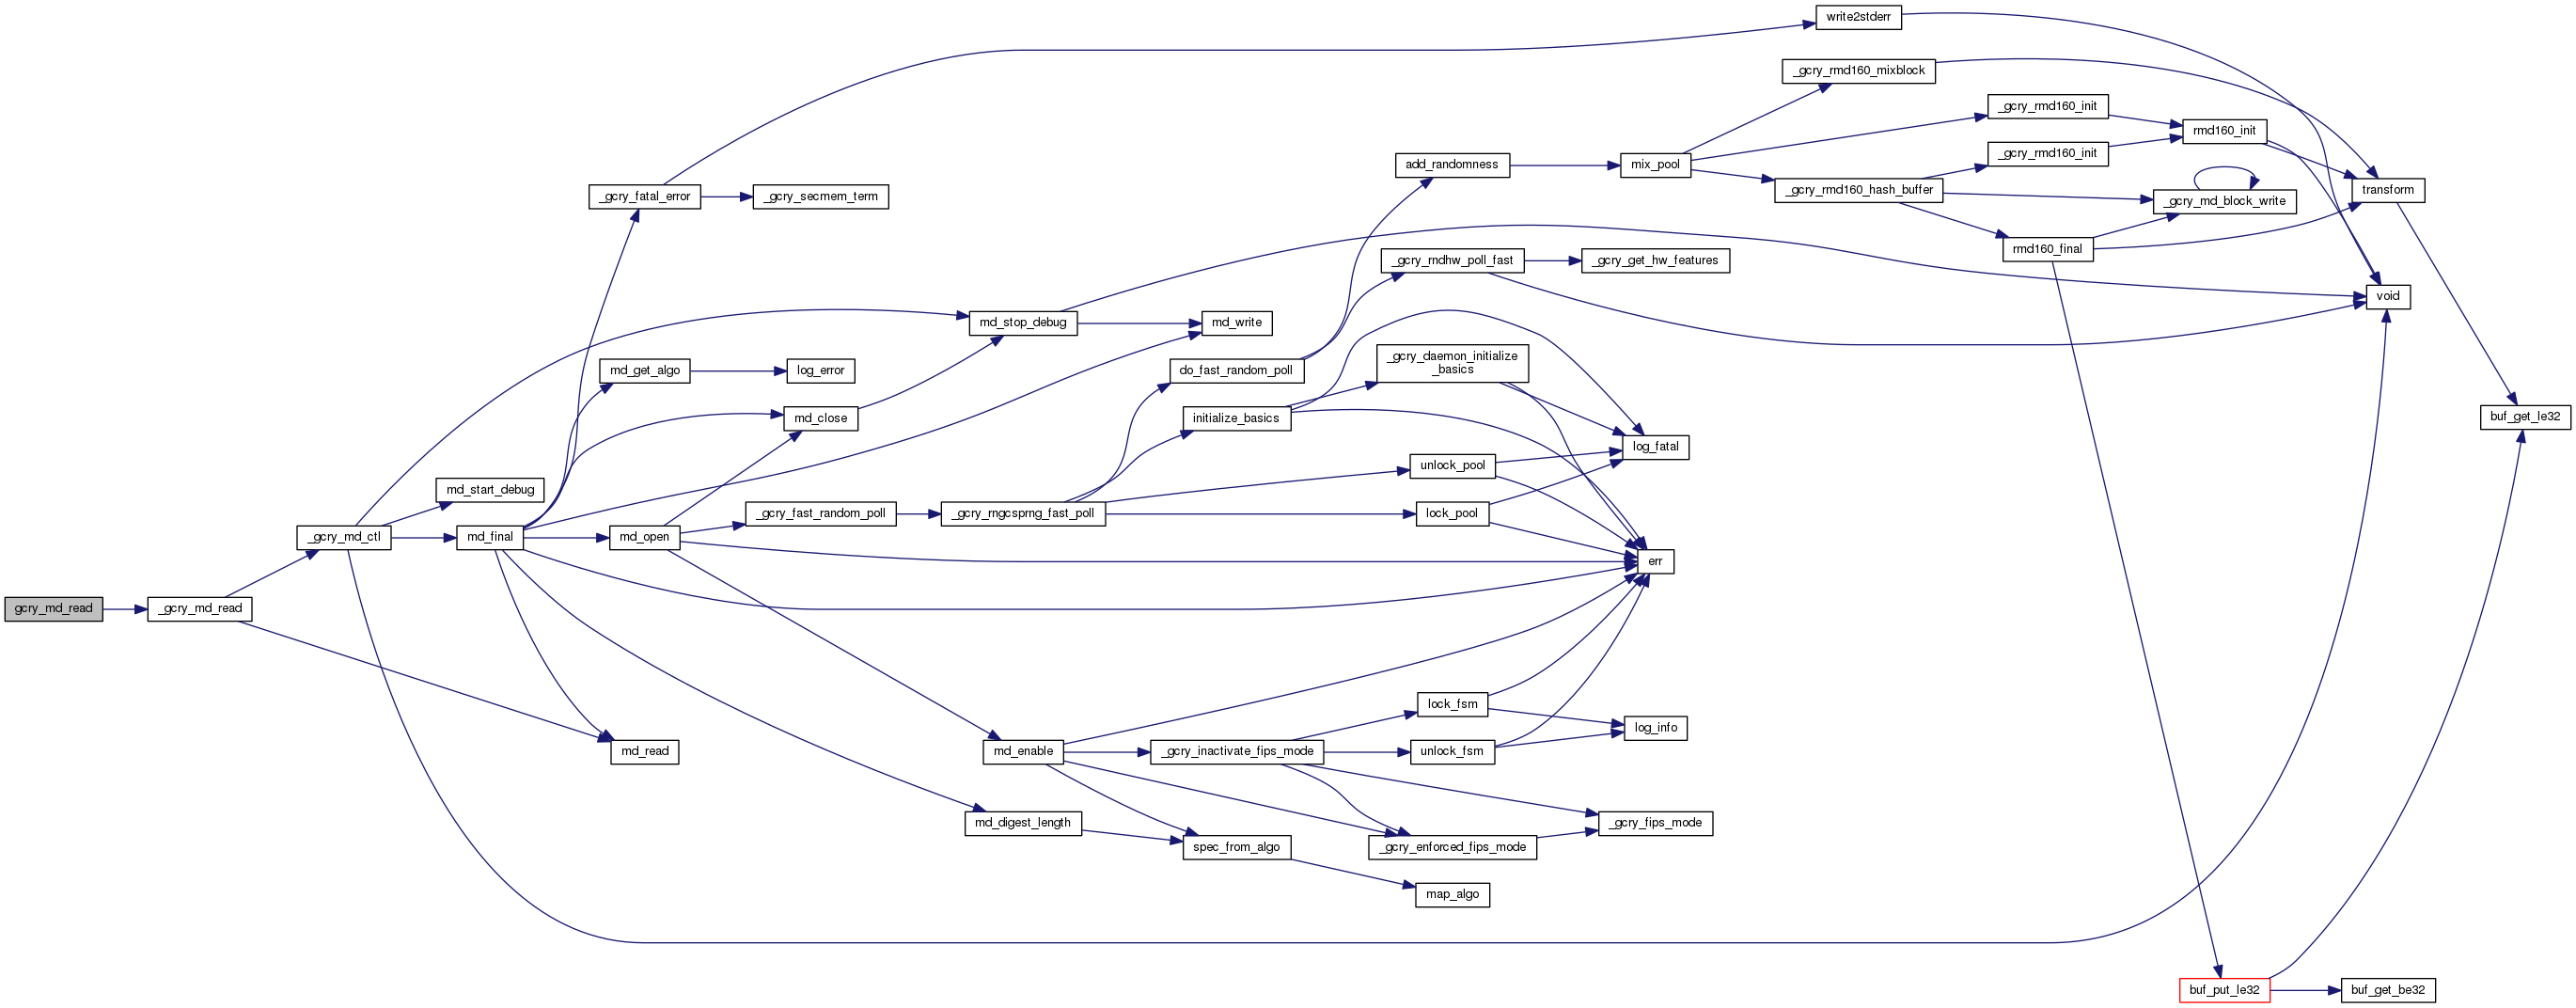 write2stderr
_gcry_rmd160_mixblock
_gcry_rmd160_init
rmd160_init
_gcry_rmd160_init
add_randomness
mix_pool
_gcry_rmd160_hash_buffer
transform
_gcry_md_block_write
_gcry_fatal_error
_gcry_secmem_term
rmd160_final
_gcry_rndhw_poll_fast
_gcry_get_hw_features
void
md_stop_debug
md_write
md_get_algo
log_error
do_fast_random_poll
_gcry_daemon_initialize
_basics
md_close
initialize_basics
buf_get_le32
log_fatal
unlock_pool
md_start_debug
_gcry_fast_random_poll
_gcry_rngcsprng_fast_poll
lock_pool
_gcry_md_ctl
md_final
md_open
err
gcry_md_read
_gcry_md_read
lock_fsm
log_info
md_read
md_enable
_gcry_inactivate_fips_mode
unlock_fsm
md_digest_length
_gcry_fips_mode
spec_from_algo
_gcry_enforced_fips_mode
map_algo
buf_put_le32
buf_get_be32